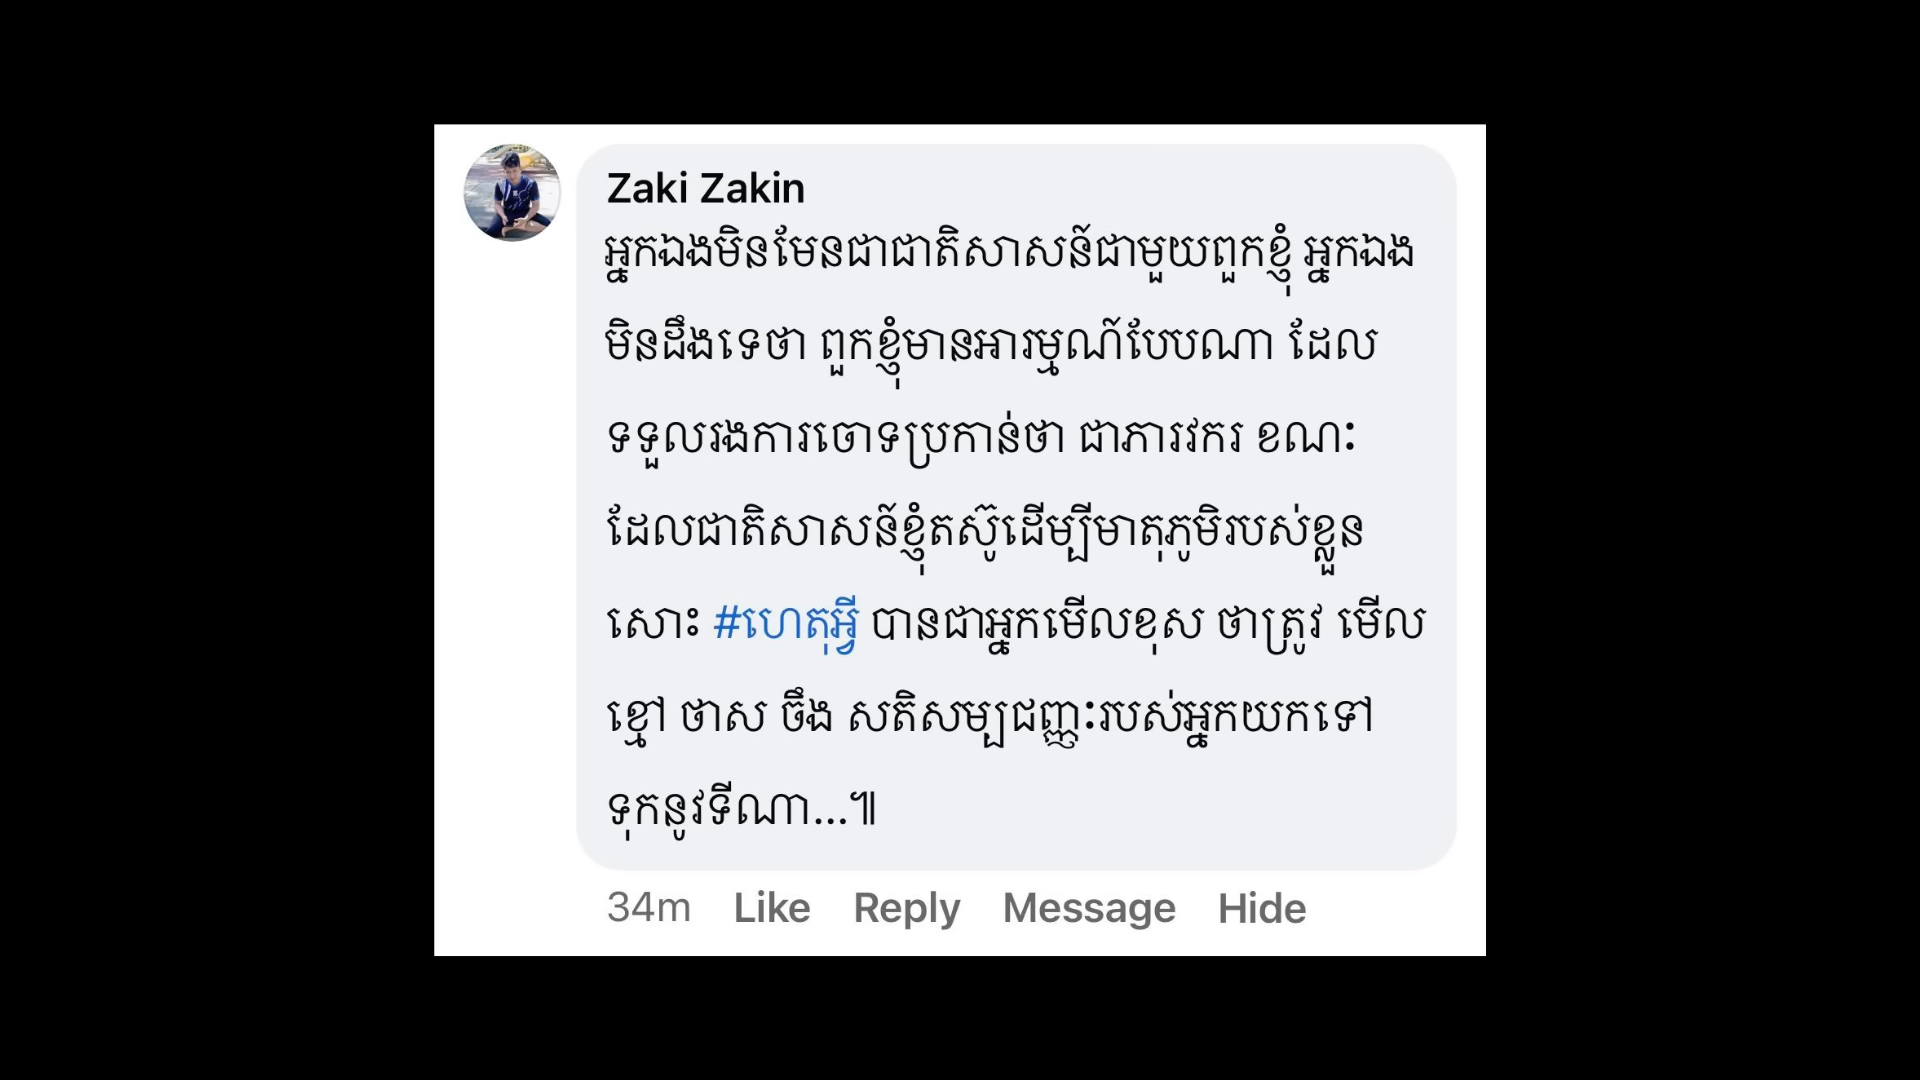 Zaki Zakin
អ្នកឯងមិនមែនជាជាតិសាសន៍ជាមួយពួកខ្ញុំ អ្នកឯង
មិនដឹងទេថា ពួកខ្ញុំមានអារម្មណ៍បែបណា ដែល
ទទួលរងការចោទប្រកាន់ថា ជាភារវករ ខណៈ
ដែលជាតិសាសន៍ខ្ញុំតស៊ូដើម្បីមាតុភូមិរបស់ខ្លួន
សោះ #ហេតុអ្វី បានជាអ្នកមើលខុស ថាត្រូវ មើល
ខ្មៅ ថាស ចឹង សតិសម្បជញ្ញៈរបស់អ្នកយកទៅ
ទុកនូវទីណា...៕
34m Like Reply Message Hide